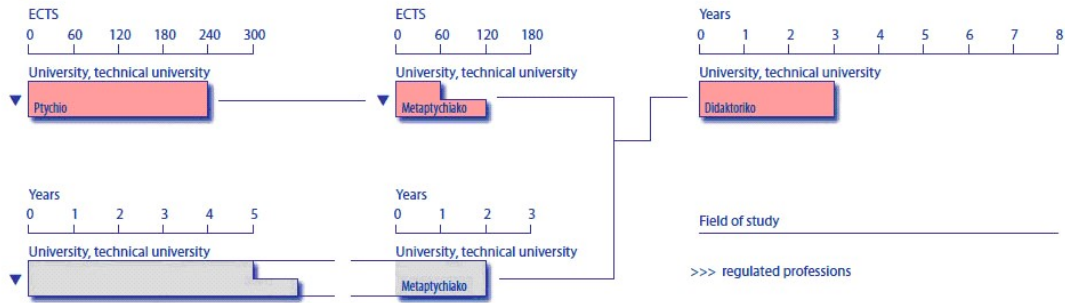 ECTS
0 60 120 180 240 300
University, technical university
Ptychio
ECTS
0 60 120 180
University, technical university
Metaptychiako
Years
0 1 2 3 4 5 6 7 8
University, technical university
Didaktoriko
Years
0 1 2 3 4 5
University, technical university
Years
0 1 2 3
University, technical university
Metaptychiako
Field of study
>>> regulated professions